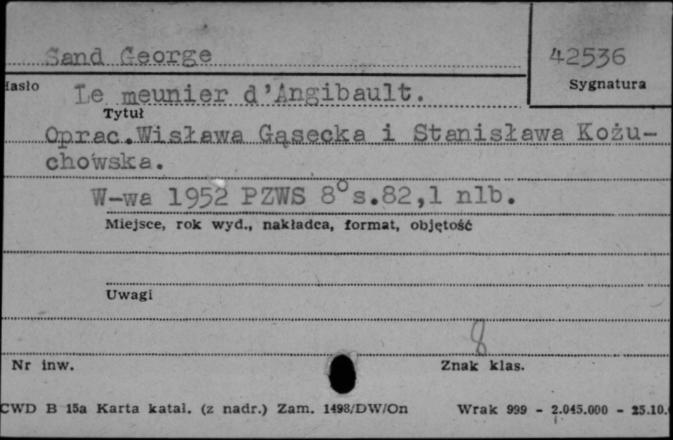 Sand George
42536
Hasło
Sygnatura
Le meunier d'Angibault.
Tytuł
Oprac.Wisława Gąsecka i Stanisława Kożu-
chowska.
W-wa 1952 PZWS 8° s.82,1 nlb.
Miejsce, rok wyd., nakładca, format, objętość
Uwagi
8
Nr inw.
Znak klas.
CWD B 15a Karta katal. (z nadr.) Zam. 1498/DW/On Wrak 999 - 2.045.000 - 25.10.